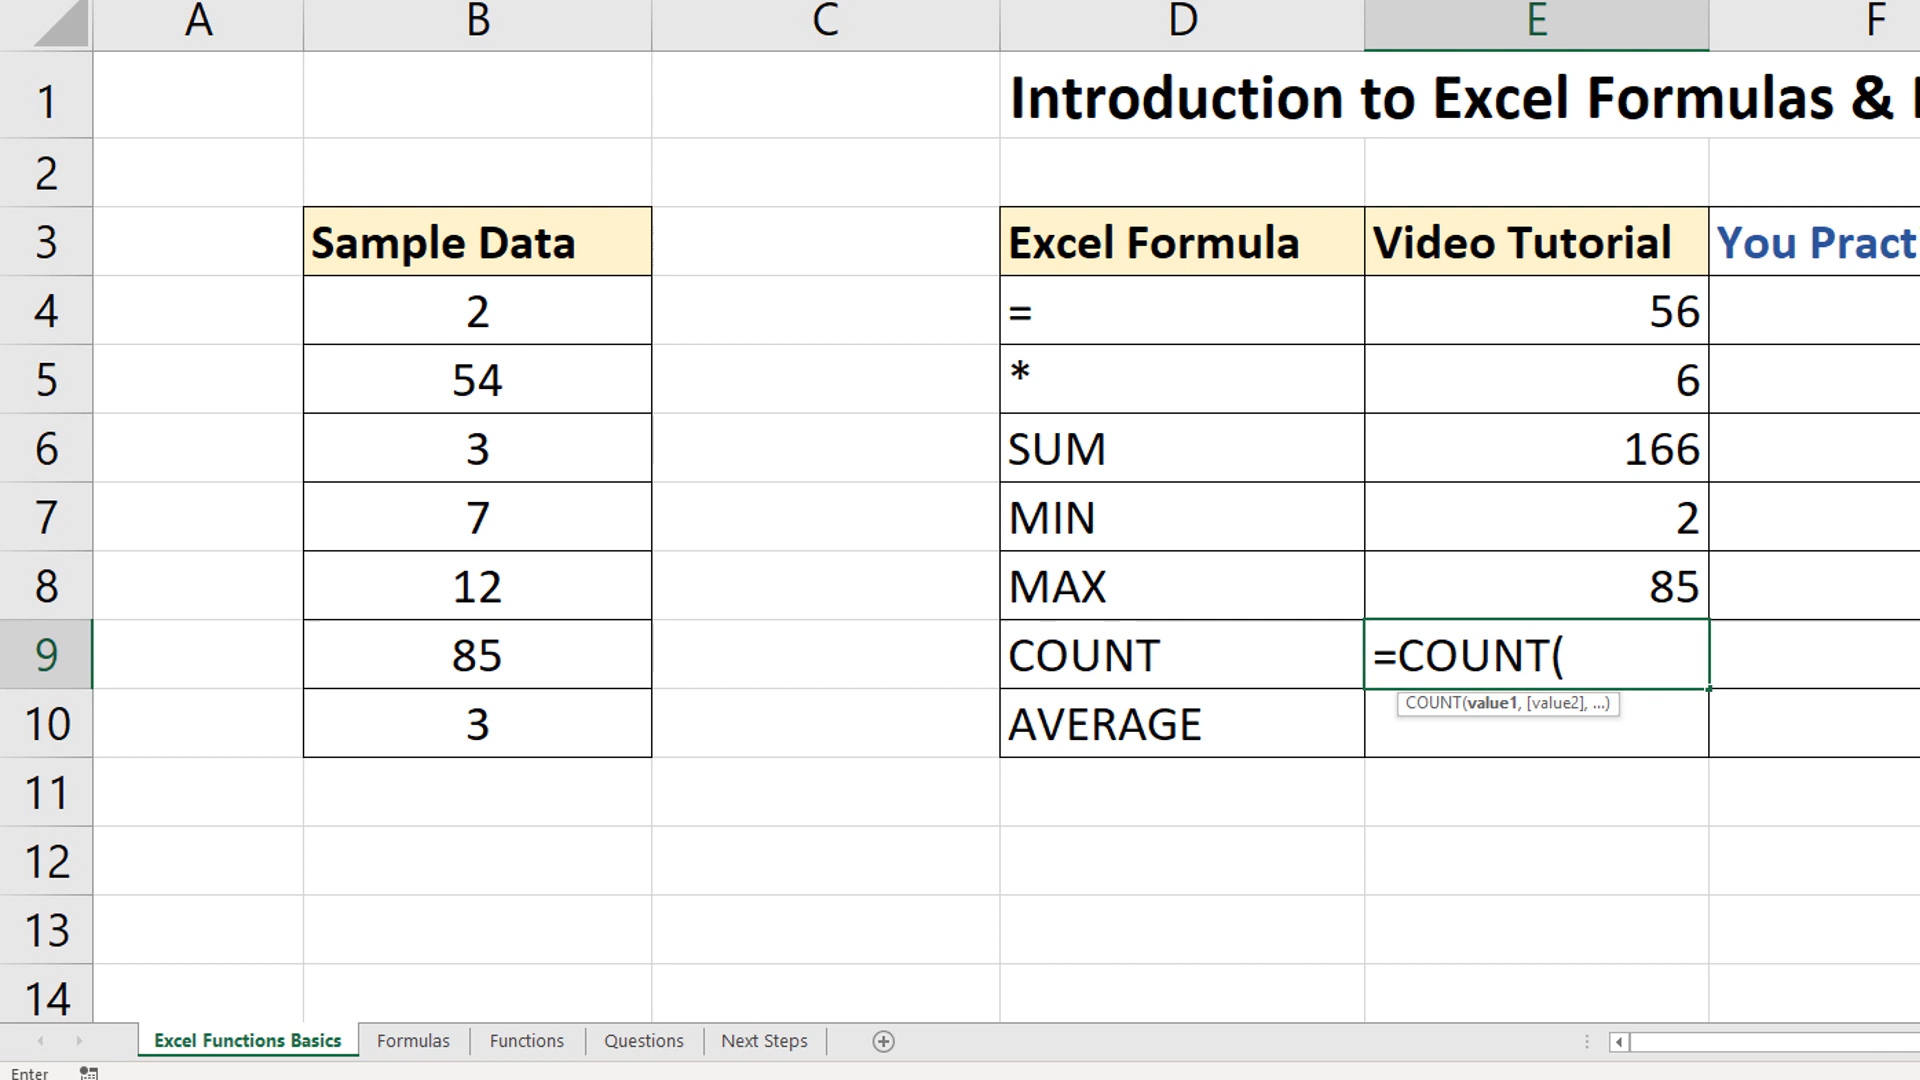 A B C D E F
1 Introduction to Excel Formulas &
2
3 Sample Data Excel Formula Video Tutorial You Pract
4 2 = 56
5 54 * 6
6 3 SUM 166
7 7 MIN 2
8 12 MAX 85
9 85 COUNT =COUNT(
COUNT(value1, [value2], ...)
10 3 AVERAGE
11
12
13
14
Excel Functions Basics Formulas Functions Questions Next Steps
Enter